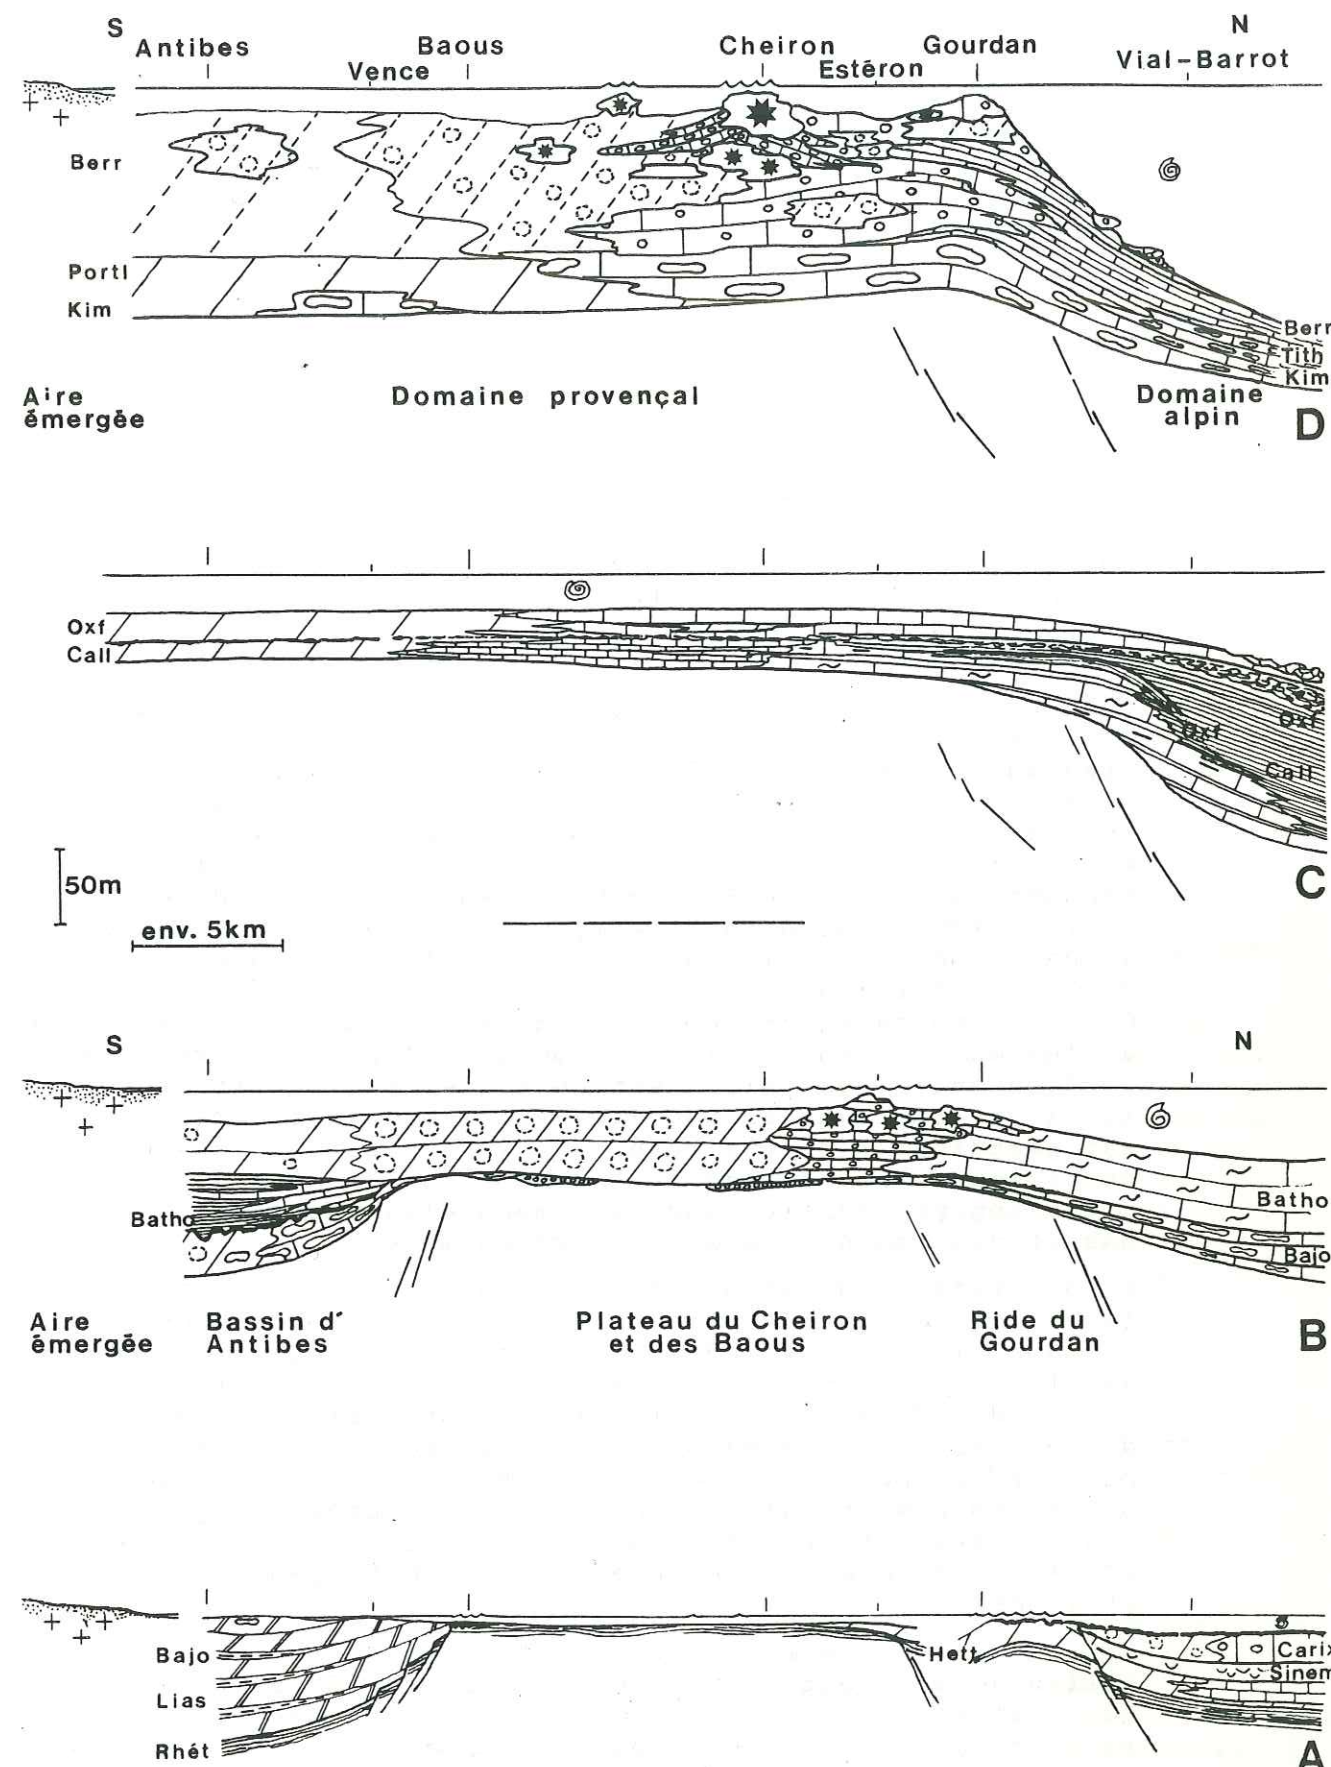 S
N
Antibes
Baous
Cheiron
Gourdan
Vence
Estéron
Vial-Barrot
Berr
Portl
Kim
Berr
Tith
Kim
Aire
émergée
Domaine provençal
Domaine
alpin
D
Oxf
Call
Oxf
Oxf
Call
50m
env. 5km
C
S
N
Batho
Batho
Bajo
Aire
émergée
Bassin d'
Antibes
Plateau du Cheiron
et des Baous
Ride du
Gourdan
B
Bajo
Lias
Rhét
Hett
Carix
Sinem
A